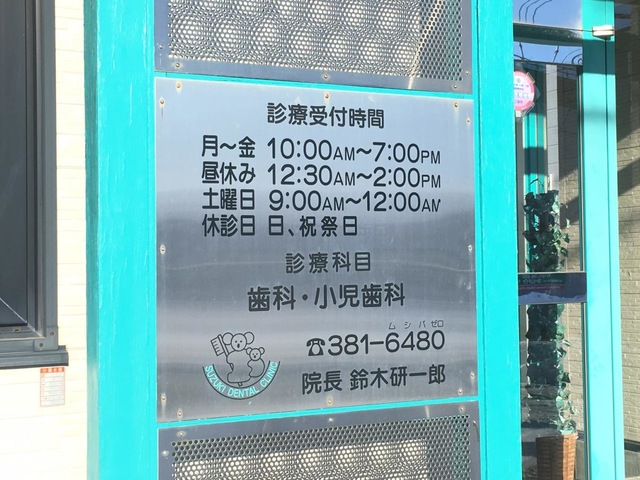 診療受付時間
月～金 10:00AM～7:00PM
昼休み 12:30AM～2:00PM
土曜日 9:00AM～12:00AM
休診日 日、祝祭日
診療科目
歯科・小児歯科
ムシバゼロ
☎381-6480
院長 鈴木研一郎
SUZUKI DENTAL CLINIC